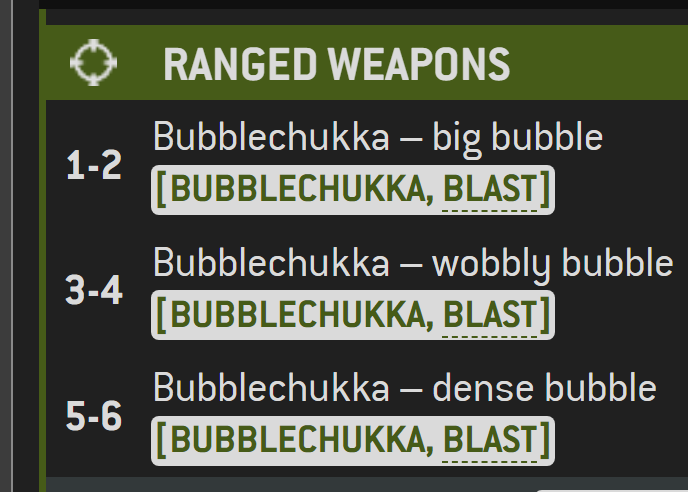 RANGED WEAPONS
1-2
Bubblechukka – big bubble
[BUBBLECHUKKA, BLAST]
3-4
Bubblechukka – wobbly bubble
[BUBBLECHUKKA, BLAST]
5-6
Bubblechukka – dense bubble
[BUBBLECHUKKA, BLAST]